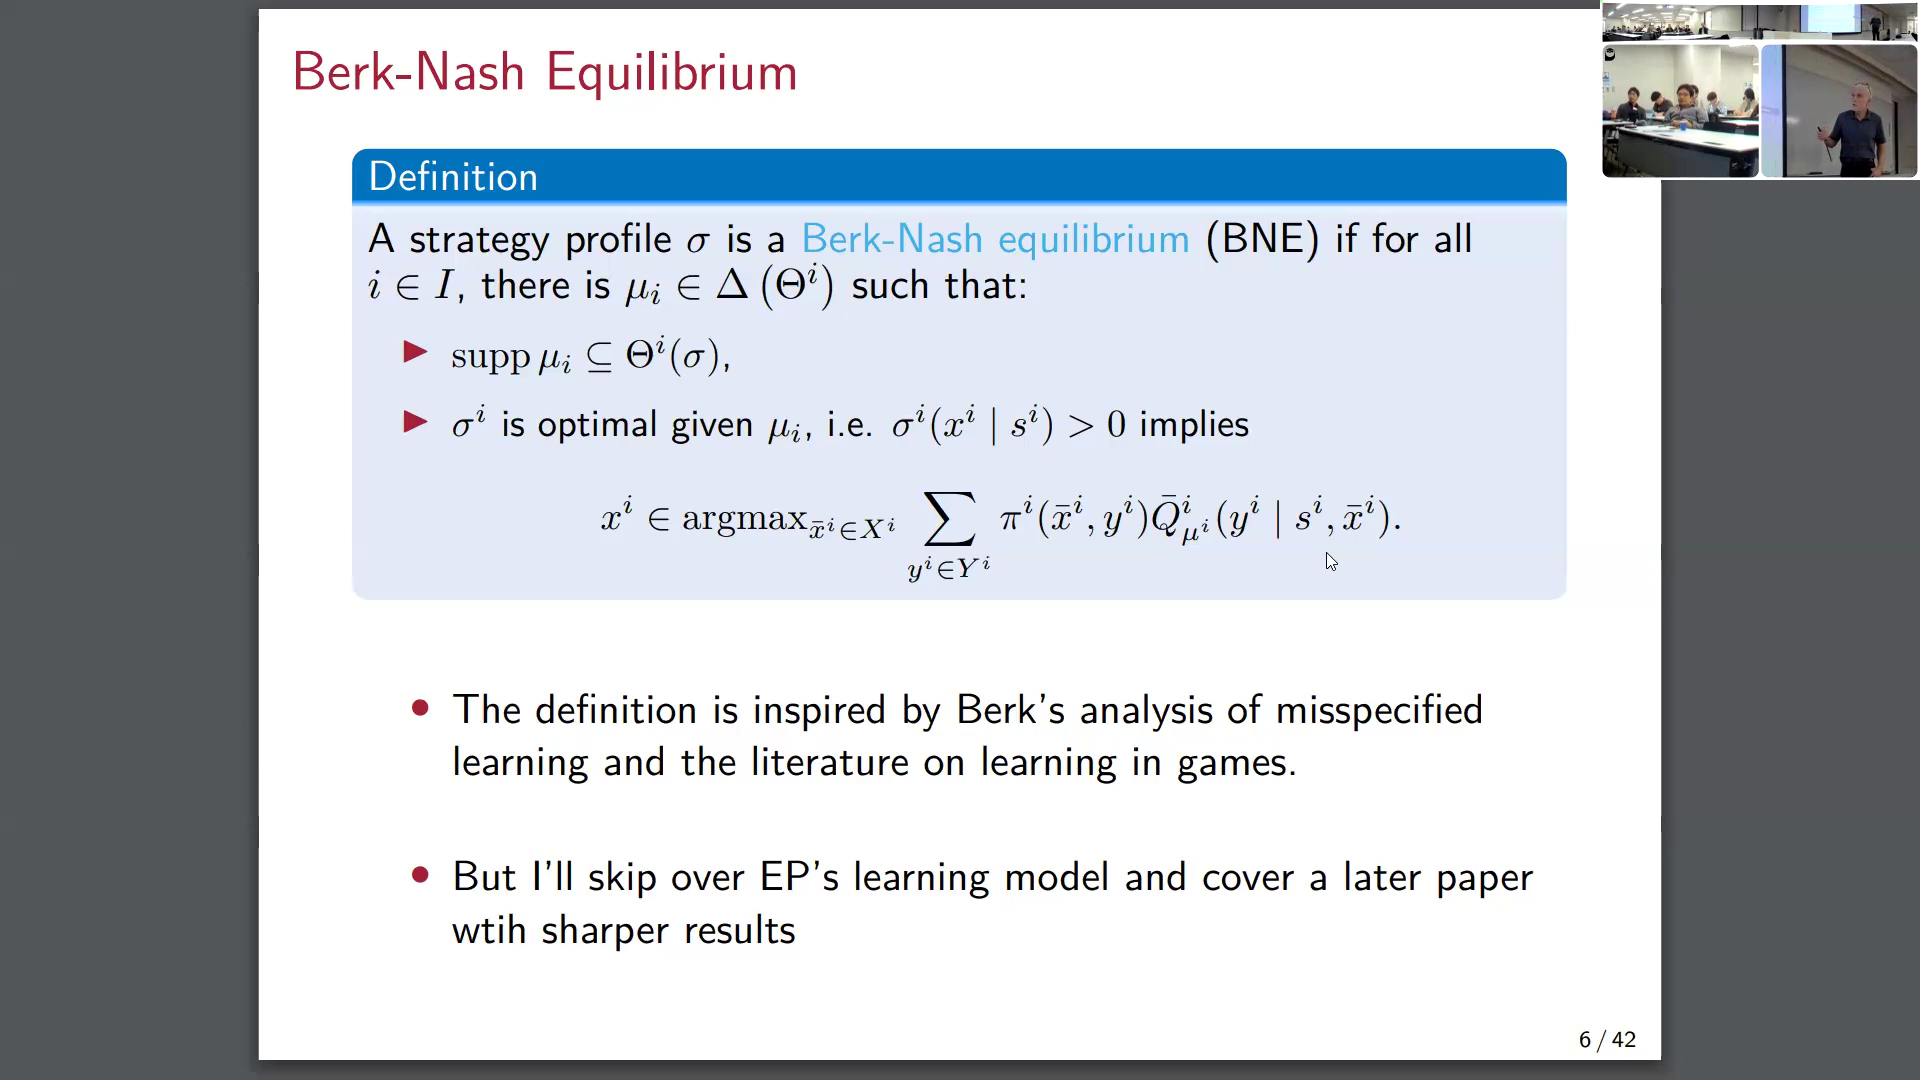 Berk-Nash Equilibrium
Definition
A strategy profile σ is a Berk-Nash equilibrium (BNE) if for all
i ∈ I, there is μ_i ∈ Δ (Θ^i) such that:
▶ supp μ_i ⊆ Θ^i(σ),
▶ σ^i is optimal given μ_i, i.e. σ^i(x^i | s^i) > 0 implies
x^i ∈ argmax_{x̄^i∈X^i} ∑_{y^i∈Y^i} π^i(x̄^i, y^i)Q̄^i_{μ^i}(y^i | s^i, x̄^i).
• The definition is inspired by Berk's analysis of misspecified
learning and the literature on learning in games.
• But I'll skip over EP's learning model and cover a later paper
wtih sharper results
6 / 42